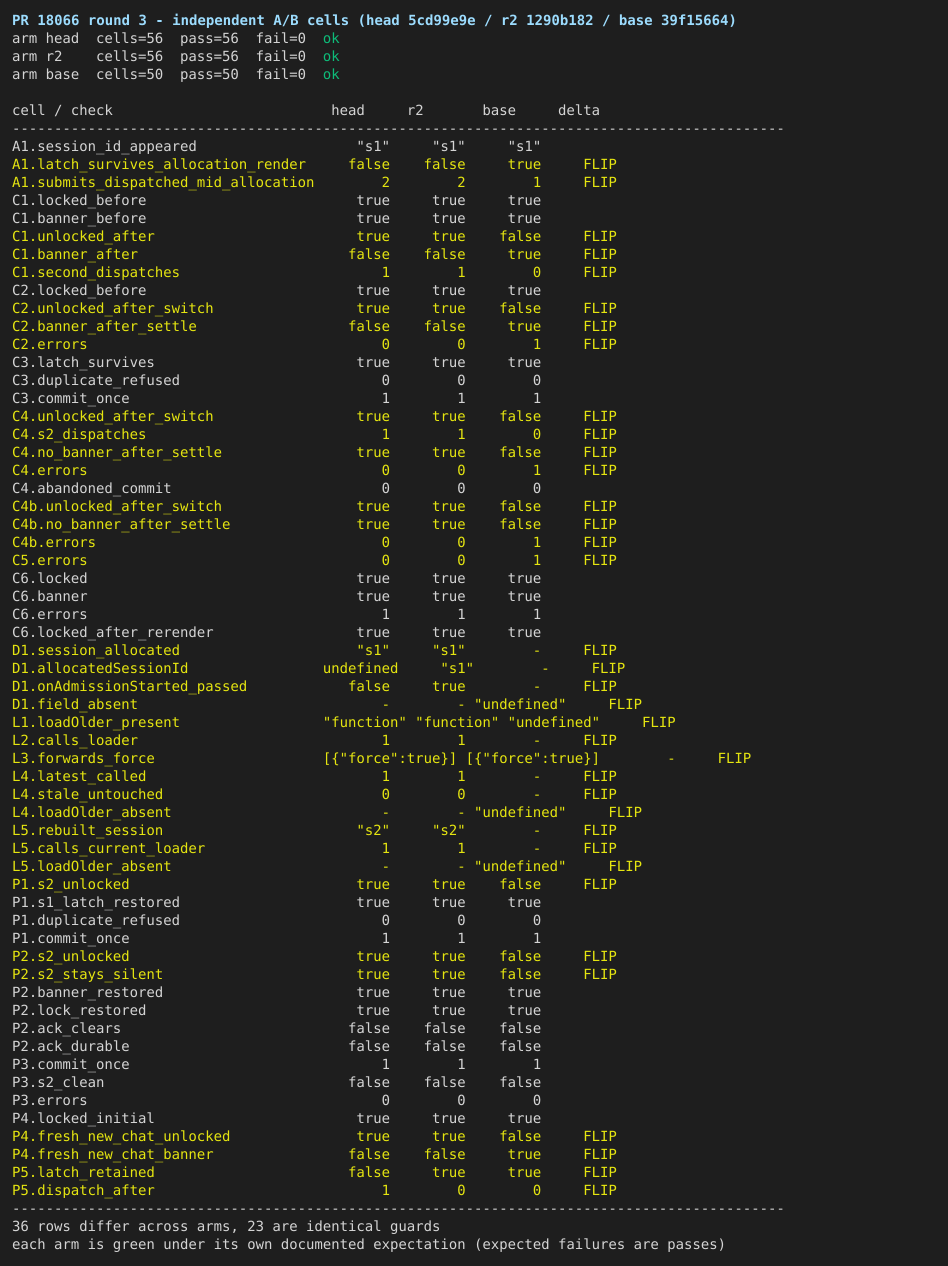 PR 18066 round 3 - independent A/B cells (head 5cd99e9e / r2 1290b182 / base 39f15664)
arm head  cells=56  pass=56  fail=0  ok
arm r2    cells=56  pass=56  fail=0  ok
arm base  cells=50  pass=50  fail=0  ok
cell / check                          head     r2       base     delta
--------------------------------------------------------------------------------------------
A1.session_id_appeared                   "s1"     "s1"     "s1"
A1.latch_survives_allocation_render     false    false     true     FLIP
A1.submits_dispatched_mid_allocation        2        2        1     FLIP
C1.locked_before                         true     true     true
C1.banner_before                         true     true     true
C1.unlocked_after                        true     true    false     FLIP
C1.banner_after                         false    false     true     FLIP
C1.second_dispatches                        1        1        0     FLIP
C2.locked_before                         true     true     true
C2.unlocked_after_switch                 true     true    false     FLIP
C2.banner_after_settle                  false    false     true     FLIP
C2.errors                                   0        0        1     FLIP
C3.latch_survives                        true     true     true
C3.duplicate_refused                        0        0        0
C3.commit_once                              1        1        1
C4.unlocked_after_switch                 true     true    false     FLIP
C4.s2_dispatches                            1        1        0     FLIP
C4.no_banner_after_settle                true     true    false     FLIP
C4.errors                                   0        0        1     FLIP
C4.abandoned_commit                         0        0        0
C4b.unlocked_after_switch                true     true    false     FLIP
C4b.no_banner_after_settle               true     true    false     FLIP
C4b.errors                                  0        0        1     FLIP
C5.errors                                   0        0        1     FLIP
C6.locked                                true     true     true
C6.banner                                true     true     true
C6.errors                                   1        1        1
C6.locked_after_rerender                 true     true     true
D1.session_allocated                     "s1"     "s1"        -     FLIP
D1.allocatedSessionId                undefined     "s1"        -     FLIP
D1.onAdmissionStarted_passed            false     true        -     FLIP
D1.field_absent                             -        - "undefined"     FLIP
L1.loadOlder_present                 "function" "function" "undefined"     FLIP
L2.calls_loader                             1        1        -     FLIP
L3.forwards_force                    [{"force":true}] [{"force":true}]        -     FLIP
L4.latest_called                            1        1        -     FLIP
L4.stale_untouched                          0        0        -     FLIP
L4.loadOlder_absent                         -        - "undefined"     FLIP
L5.rebuilt_session                       "s2"     "s2"        -     FLIP
L5.calls_current_loader                     1        1        -     FLIP
L5.loadOlder_absent                         -        - "undefined"     FLIP
P1.s2_unlocked                           true     true    false     FLIP
P1.s1_latch_restored                     true     true     true
P1.duplicate_refused                        0        0        0
P1.commit_once                              1        1        1
P2.s2_unlocked                           true     true    false     FLIP
P2.s2_stays_silent                       true     true    false     FLIP
P2.banner_restored                       true     true     true
P2.lock_restored                         true     true     true
P2.ack_clears                           false    false    false
P2.ack_durable                          false    false    false
P3.commit_once                              1        1        1
P3.s2_clean                             false    false    false
P3.errors                                   0        0        0
P4.locked_initial                        true     true     true
P4.fresh_new_chat_unlocked               true     true    false     FLIP
P4.fresh_new_chat_banner                false    false     true     FLIP
P5.latch_retained                       false     true     true     FLIP
P5.dispatch_after                           1        0        0     FLIP
--------------------------------------------------------------------------------------------
36 rows differ across arms, 23 are identical guards
each arm is green under its own documented expectation (expected failures are passes)